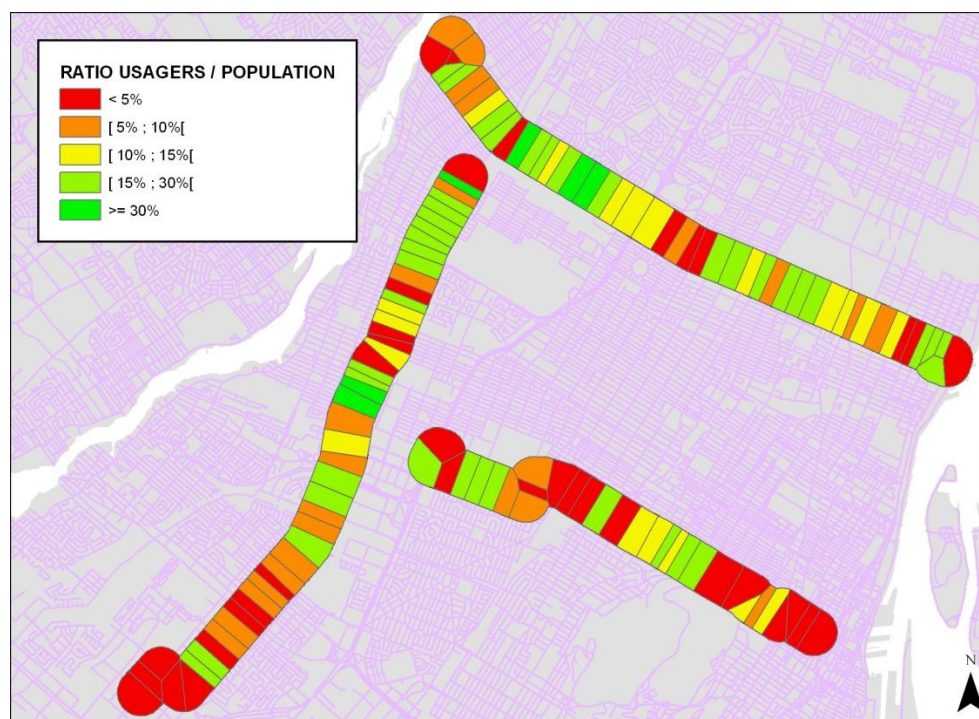 RATIO USAGERS / POPULATION
< 5%
[ 5% ; 10%[
[ 10% ; 15%[
[ 15% ; 30%[
>= 30%
N